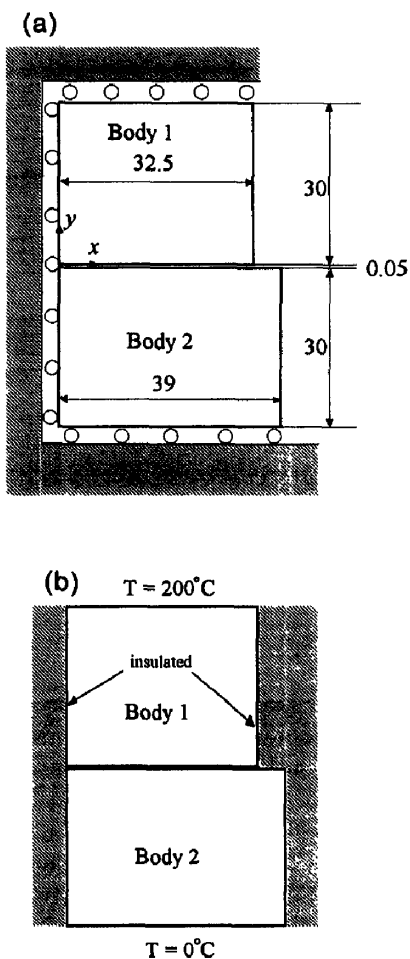 (a)
Body 1
32.5
30
y
x
0.05
Body 2
30
39
(b)
T = 200°C
insulated
Body 1
Body 2
T = 0°C